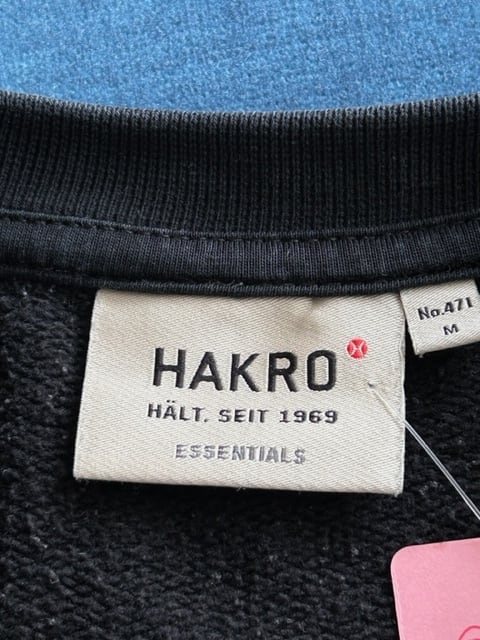 HAKRO
HÄLT. SEIT 1969
ESSENTIALS
No.471
M